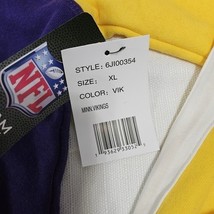 STYLE: 6JI00354
SIZE: XL
COLOR: VIK
MINN.VIKINGS
NFL